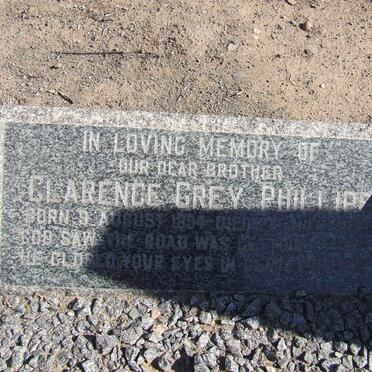 IN LOVING MEMORY OF
OUR DEAR BROTHER
CLARENCE GREY PHILLIPS
BORN 9 AUGUST DIED
GOD SAW THE ROAD WAS
HE CLOSED YOUR EYES